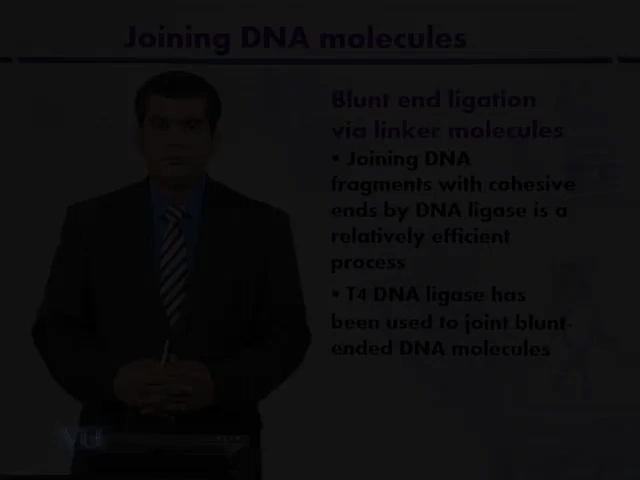 Joining DNA molecules
Blunt end ligation
via linker molecules
• Joining DNA
fragments with cohesive
ends by DNA ligase is a
relatively efficient
process
• T4 DNA ligase has
been used to joint blunt-
ended DNA molecules
VU